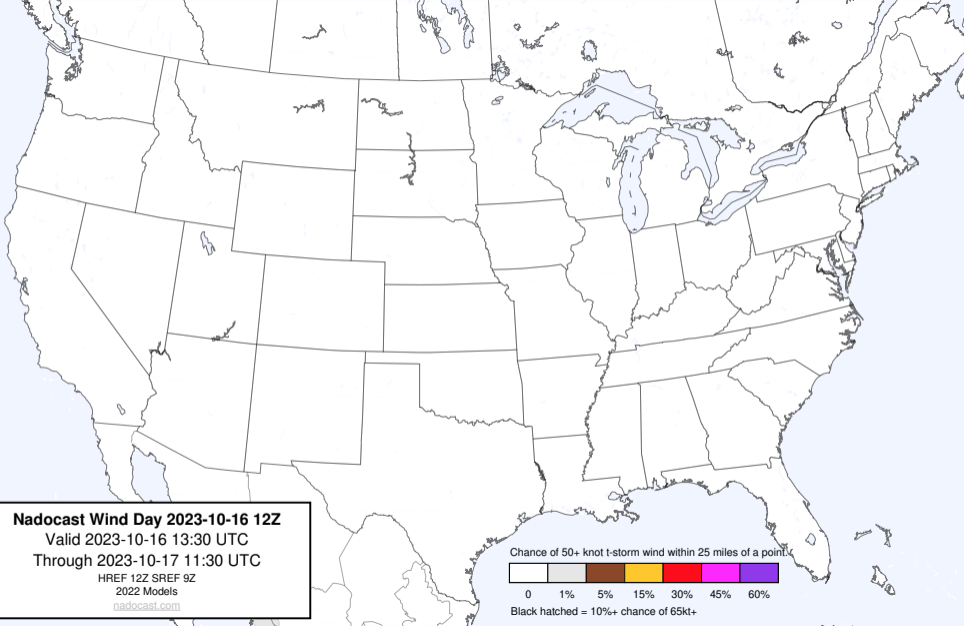 Nadocast Wind Day 2023-10-16 12Z
Valid 2023-10-16 13:30 UTC
Through 2023-10-17 11:30 UTC
HREF 12Z SREF 9Z
2022 Models
nadocast.com
Chance of 50+ knot t-storm wind within 25 miles of a point.
0 1% 5% 15% 30% 45% 60%
Black hatched = 10%+ chance of 65kt+